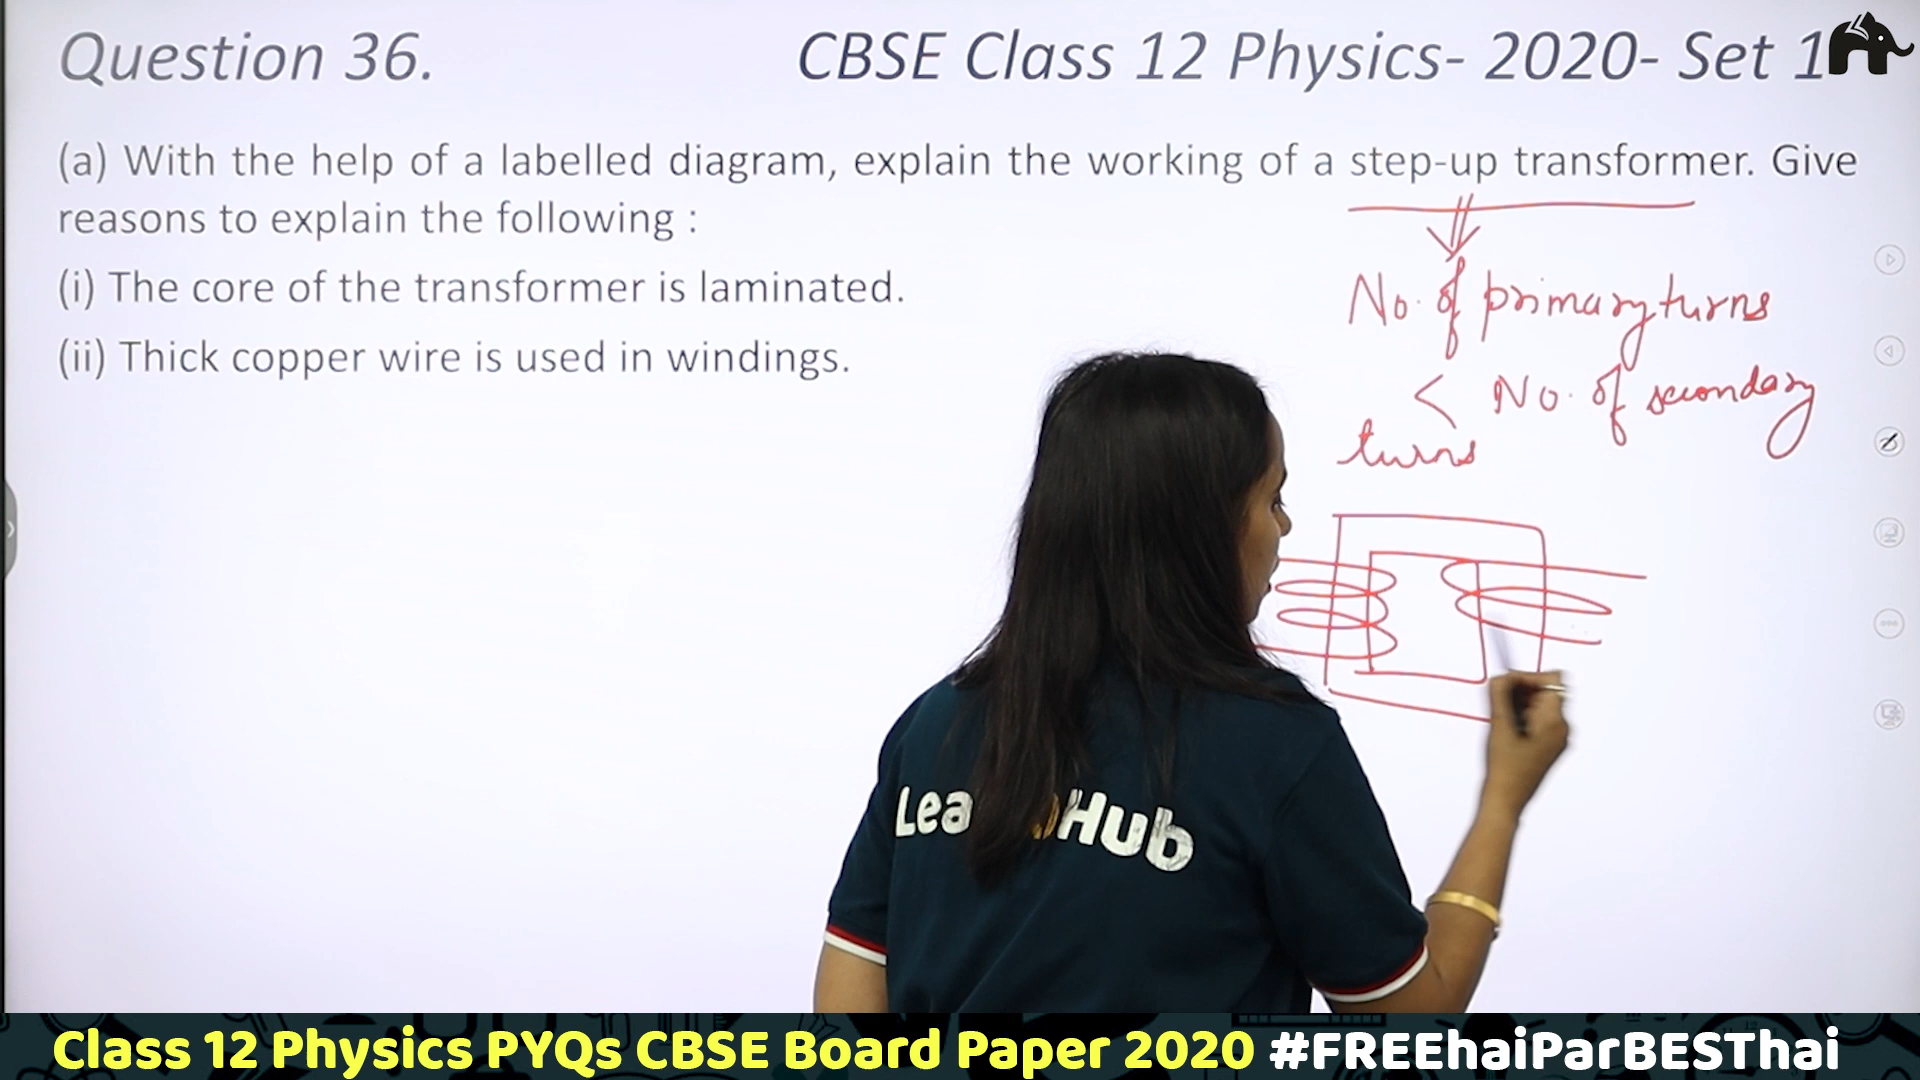 Question 36.
CBSE Class 12 Physics- 2020- Set 1
(a) With the help of a labelled diagram, explain the working of a step-up transformer. Give
reasons to explain the following :
(i) The core of the transformer is laminated.
(ii) Thick copper wire is used in windings.
No. of primary turns
< No. of secondary
turns
Lea Hub
Class 12 Physics PYQs CBSE Board Paper 2020 #FREEhaiParBESThai